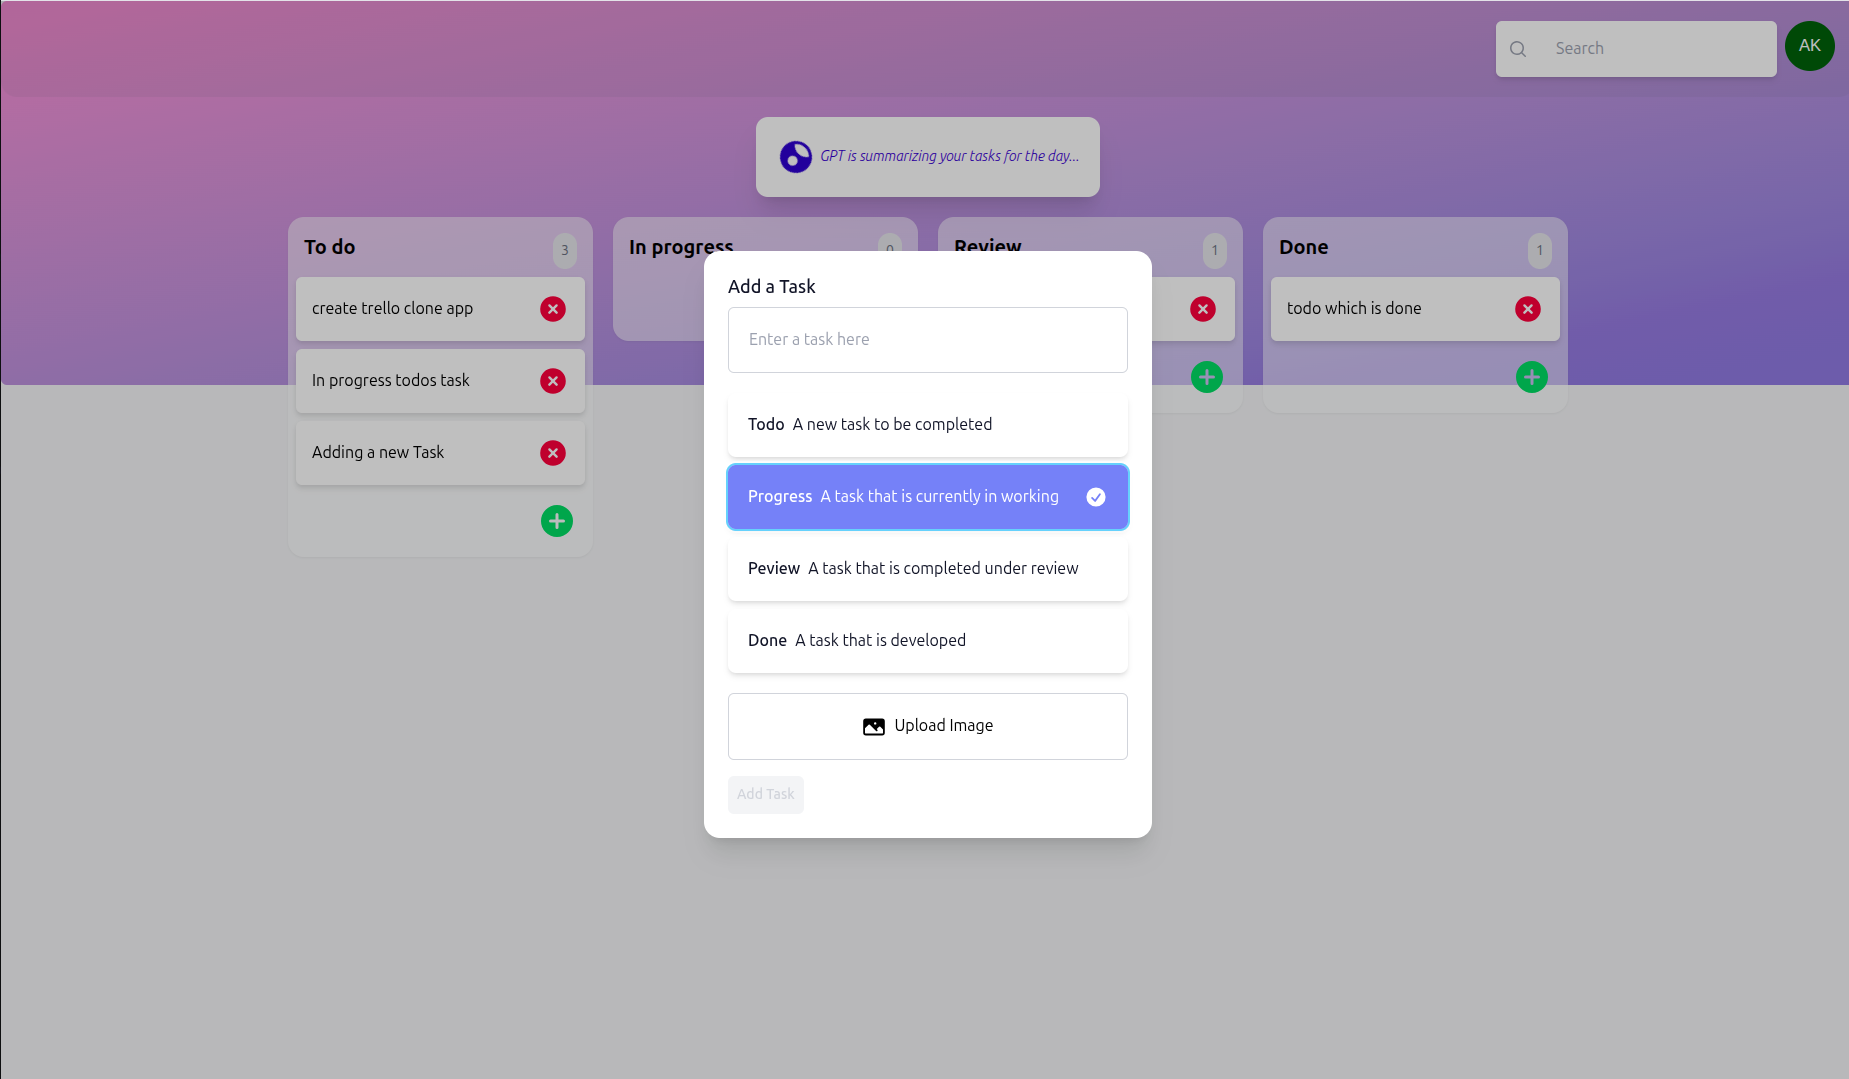 Search
AK
GPT is summarizing your tasks for the day...
To do
3
create trello clone app
In progress todos task
Adding a new Task
In progress
0
Review
1
Done
1
todo which is done
Add a Task
Enter a task here
Todo A new task to be completed
Progress A task that is currently in working
Peview A task that is completed under review
Done A task that is developed
Upload Image
Add Task